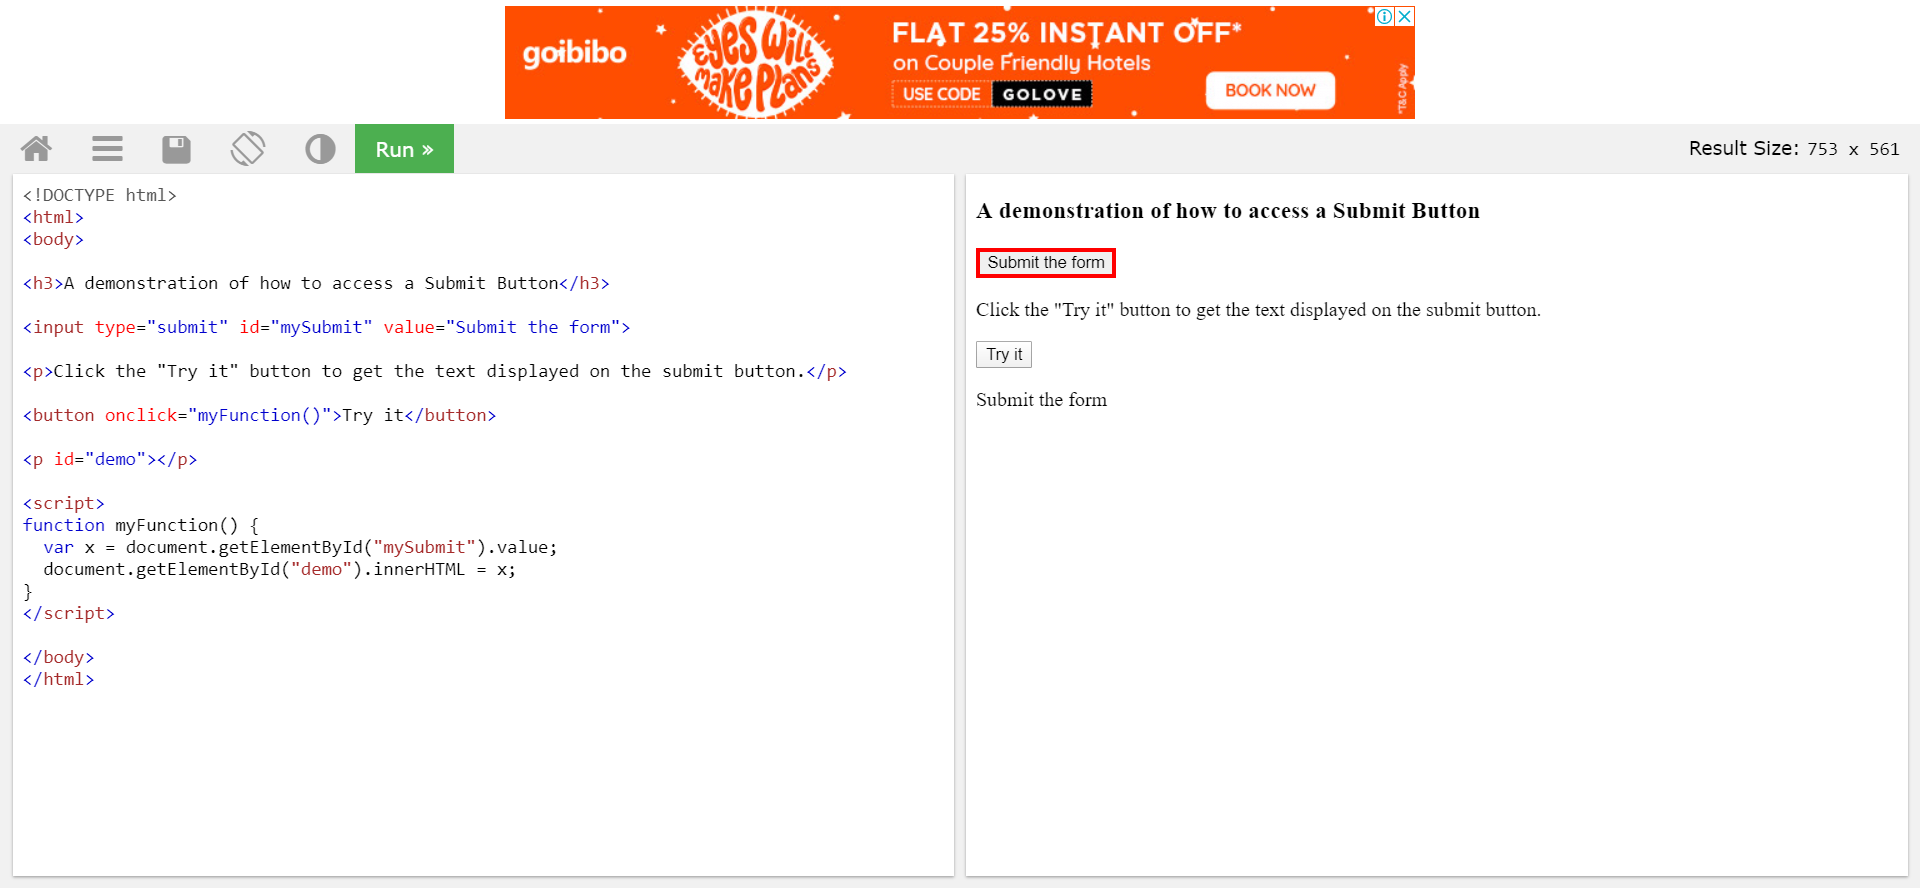 goibibo
EYES WiLL
MAKE PLANS
FLAT 25% INSTANT OFF*
on Couple Friendly Hotels
USE CODE GOLOVE
BOOK NOW
*T&C Apply
Run »
Result Size: 753 x 561
<!DOCTYPE html>
<html>
<body>
<h3>A demonstration of how to access a Submit Button</h3>
<input type="submit" id="mySubmit" value="Submit the form">
<p>Click the "Try it" button to get the text displayed on the submit button.</p>
<button onclick="myFunction()">Try it</button>
<p id="demo"></p>
<script>
function myFunction() {
  var x = document.getElementById("mySubmit").value;
  document.getElementById("demo").innerHTML = x;
}
</script>
</body>
</html>
A demonstration of how to access a Submit Button
Submit the form
Click the "Try it" button to get the text displayed on the submit button.
Try it
Submit the form